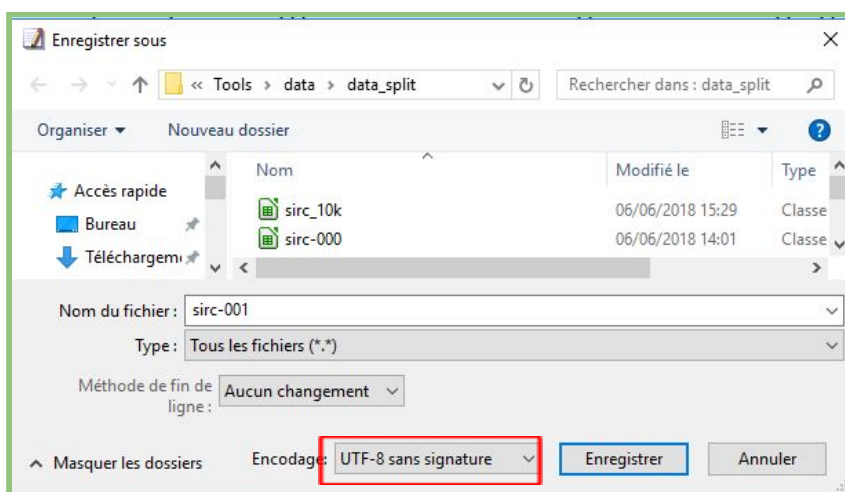 Enregistrer sous
« Tools > data > data_split
Rechercher dans : data_split
Organiser
Nouveau dossier
Nom Modifié le Type
Accès rapide
sirc_10k 06/06/2018 15:29 Classe
Bureau
sirc-000 06/06/2018 14:01 Classe
Téléchargem
Nom du fichier : sirc-001
Type : Tous les fichiers (*.*)
Méthode de fin de
ligne : Aucun changement
Masquer les dossiers Encodage: UTF-8 sans signature Enregistrer Annuler